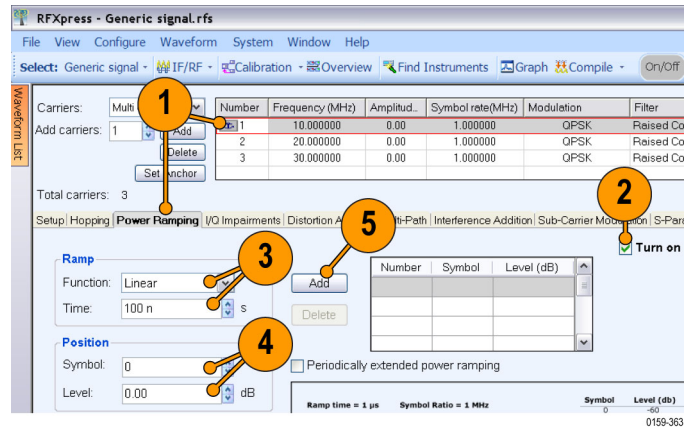 RFXpress - Generic signal.rfs
File View Configure Waveform System Window Help
Select: Generic signal IF/RF Calibration Overview Find Instruments Graph Compile On/Off
Waveform List
Carriers: Multi
Number Frequency (MHz) Amplitud.. Symbol rate(MHz) Modulation Filter
1 10.000000 0.00 1.000000 QPSK Raised Co
2 20.000000 0.00 1.000000 QPSK Raised Co
3 30.000000 0.00 1.000000 QPSK Raised Co
Add carriers: 1 Add
Delete
Set Anchor
Total carriers: 3
1
2
Setup Hopping Power Ramping I/Q Impairments Distortion A ti-Path Interference Addition Sub-Carrier Mod on S-Para
Turn on
Ramp
Function: Linear
Time: 100 n s
3
5
Add
Delete
Number Symbol Level (dB)
Position
Symbol: 0
Level: 0.00 dB
4
Periodically extended power ramping
Ramp time = 1 µs Symbol Ratio = 1 MHz
Symbol Level (db)
0 -60
0159-363